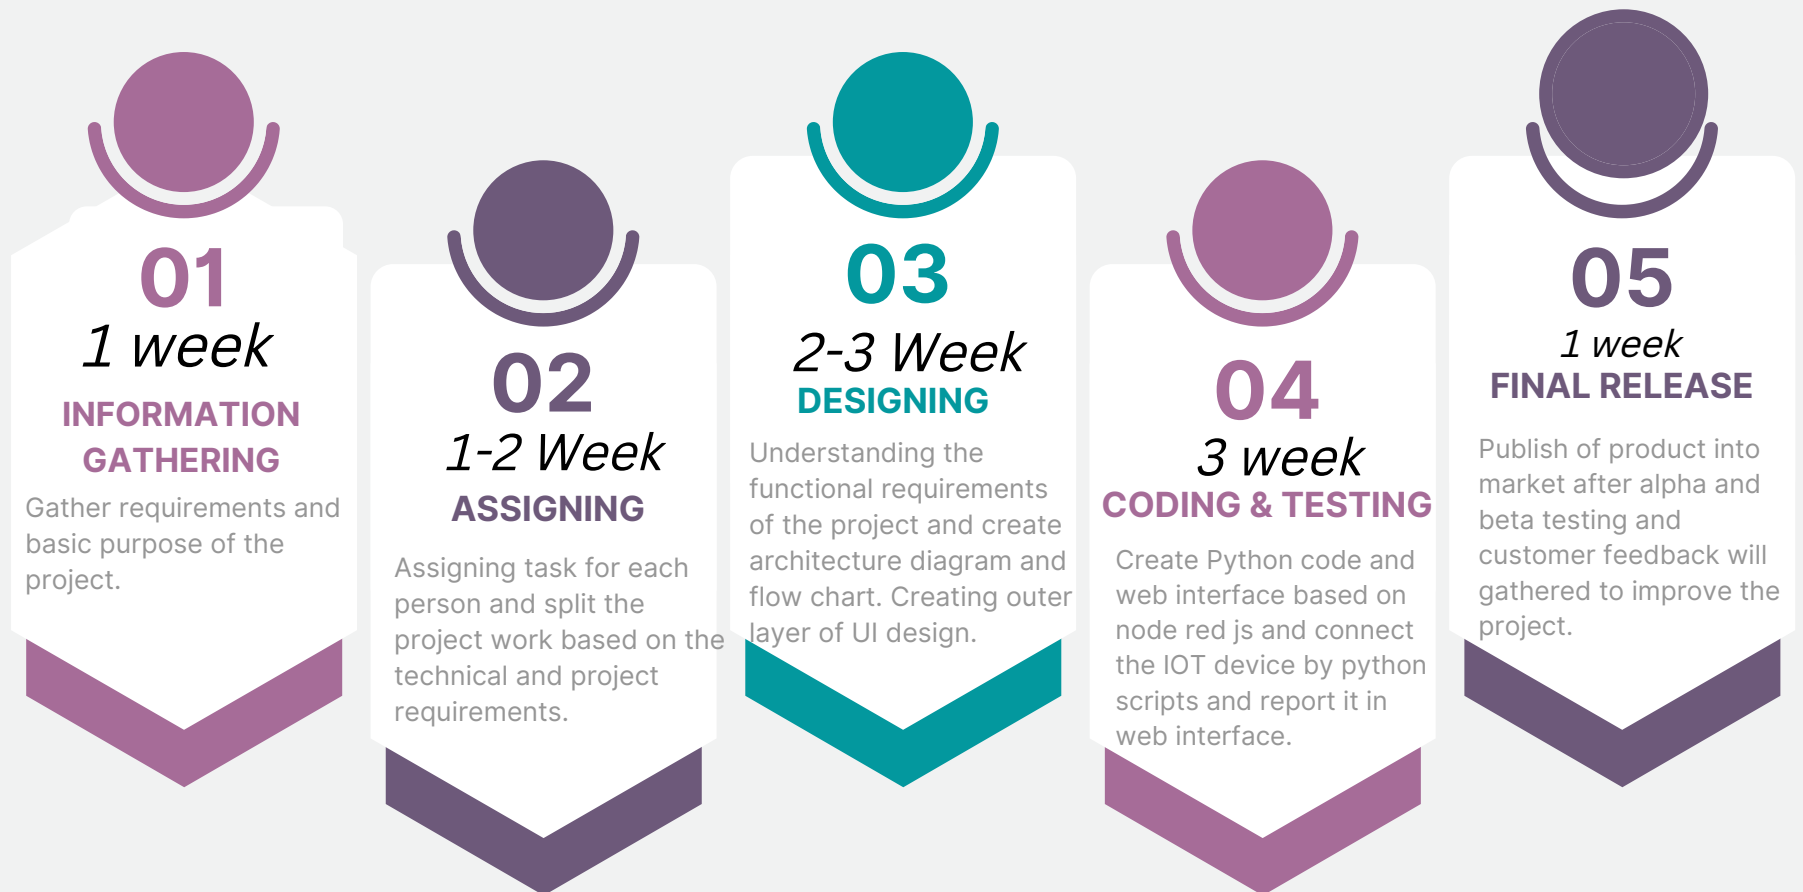 01
1 week
INFORMATION
GATHERING
Gather requirements and
basic purpose of the
project.
02
1-2 Week
ASSIGNING
Assigning task for each
person and split the
project work based on the
technical and project
requirements.
03
2-3 Week
DESIGNING
Understanding the
functional requirements
of the project and create
architecture diagram and
flow chart. Creating outer
layer of UI design.
04
3 week
CODING & TESTING
Create Python code and
web interface based on
node red js and connect
the IOT device by python
scripts and report it in
web interface.
05
1 week
FINAL RELEASE
Publish of product into
market after alpha and
beta testing and
customer feedback will
gathered to improve the
project.